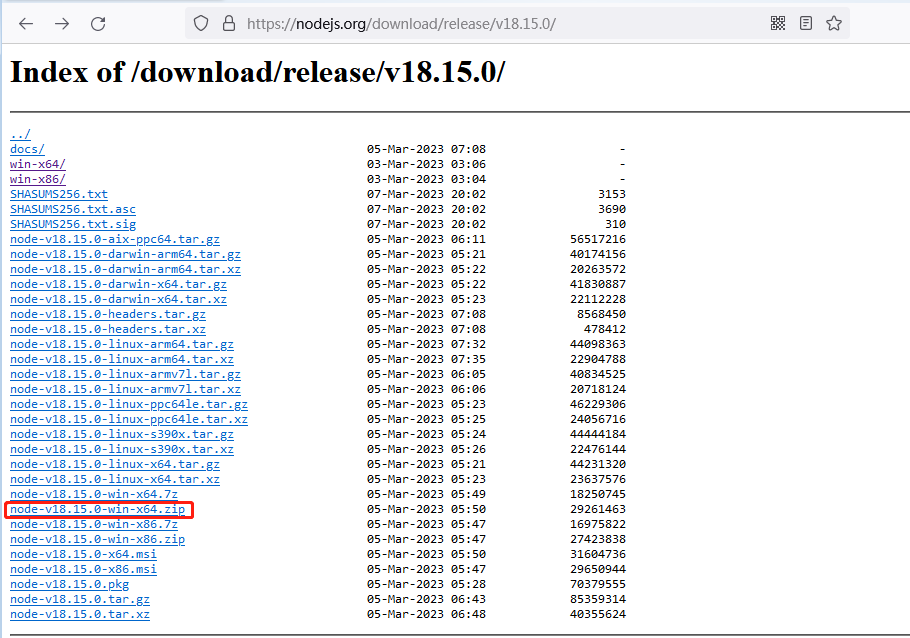 https://nodejs.org/download/release/v18.15.0/
Index of /download/release/v18.15.0/
../
docs/ 05-Mar-2023 07:08 -
win-x64/ 03-Mar-2023 03:06 -
win-x86/ 03-Mar-2023 03:04 -
SHASUMS256.txt 07-Mar-2023 20:02 3153
SHASUMS256.txt.asc 07-Mar-2023 20:02 3690
SHASUMS256.txt.sig 07-Mar-2023 20:02 310
node-v18.15.0-aix-ppc64.tar.gz 05-Mar-2023 06:11 56517216
node-v18.15.0-darwin-arm64.tar.gz 05-Mar-2023 05:21 40174156
node-v18.15.0-darwin-arm64.tar.xz 05-Mar-2023 05:22 20263572
node-v18.15.0-darwin-x64.tar.gz 05-Mar-2023 05:22 41830887
node-v18.15.0-darwin-x64.tar.xz 05-Mar-2023 05:23 22112228
node-v18.15.0-headers.tar.gz 05-Mar-2023 07:08 8568450
node-v18.15.0-headers.tar.xz 05-Mar-2023 07:08 478412
node-v18.15.0-linux-arm64.tar.gz 05-Mar-2023 07:32 44098363
node-v18.15.0-linux-arm64.tar.xz 05-Mar-2023 07:35 22904788
node-v18.15.0-linux-armv7l.tar.gz 05-Mar-2023 06:05 40834525
node-v18.15.0-linux-armv7l.tar.xz 05-Mar-2023 06:06 20718124
node-v18.15.0-linux-ppc64le.tar.gz 05-Mar-2023 05:23 46229306
node-v18.15.0-linux-ppc64le.tar.xz 05-Mar-2023 05:25 24056716
node-v18.15.0-linux-s390x.tar.gz 05-Mar-2023 05:24 44444184
node-v18.15.0-linux-s390x.tar.xz 05-Mar-2023 05:26 22476144
node-v18.15.0-linux-x64.tar.gz 05-Mar-2023 05:21 44231320
node-v18.15.0-linux-x64.tar.xz 05-Mar-2023 05:23 23637576
node-v18.15.0-win-x64.7z 05-Mar-2023 05:49 18250745
node-v18.15.0-win-x64.zip 05-Mar-2023 05:50 29261463
node-v18.15.0-win-x86.7z 05-Mar-2023 05:47 16975822
node-v18.15.0-win-x86.zip 05-Mar-2023 05:47 27423838
node-v18.15.0-x64.msi 05-Mar-2023 05:50 31604736
node-v18.15.0-x86.msi 05-Mar-2023 05:47 29650944
node-v18.15.0.pkg 05-Mar-2023 05:28 70379555
node-v18.15.0.tar.gz 05-Mar-2023 06:43 85359314
node-v18.15.0.tar.xz 05-Mar-2023 06:48 40355624